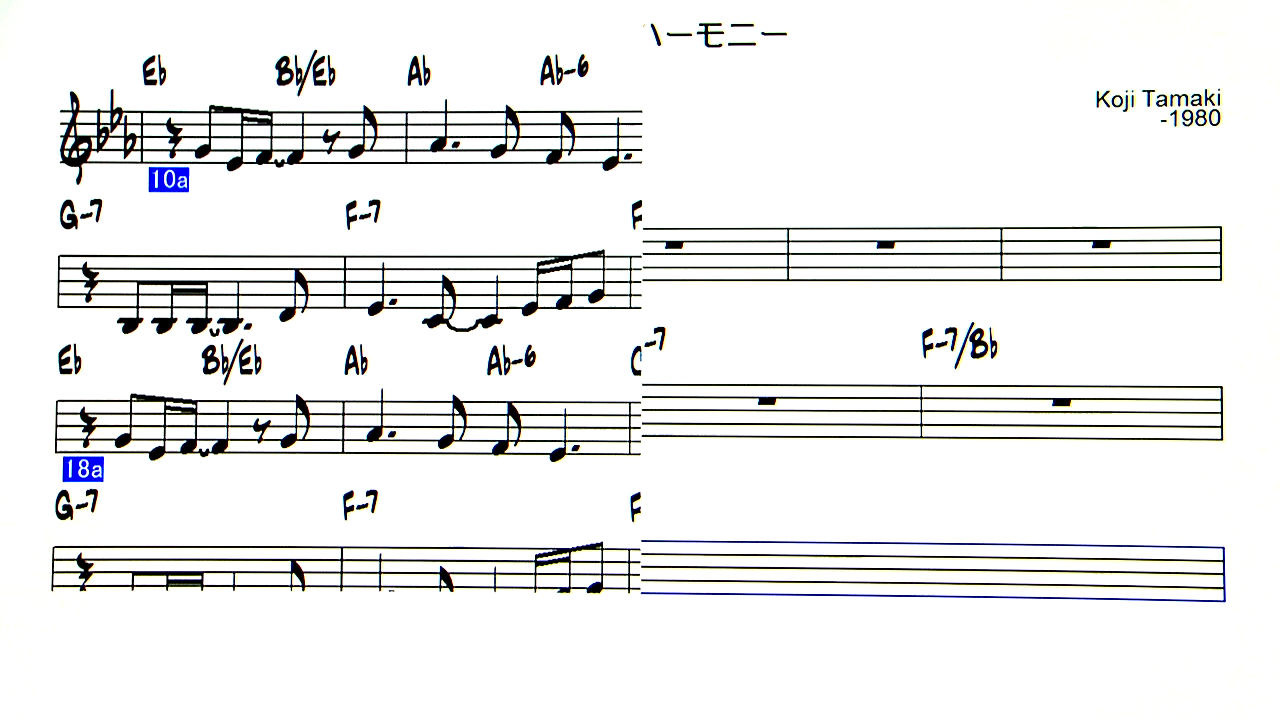 ハーモニー
Koji Tamaki
-1980
Eb Bb/Eb Ab Ab-6
10a
G-7 F-7 F
Eb Bb/Eb Ab Ab-6
-7 F-7/Bb
18a
G-7 F-7 F